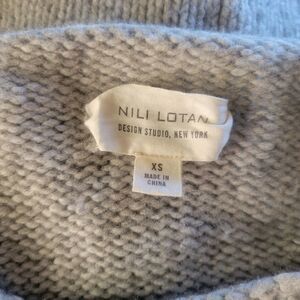 NILI LOTAN
DESIGN STUDIO, NEW YORK
XS
MADE IN
CHINA